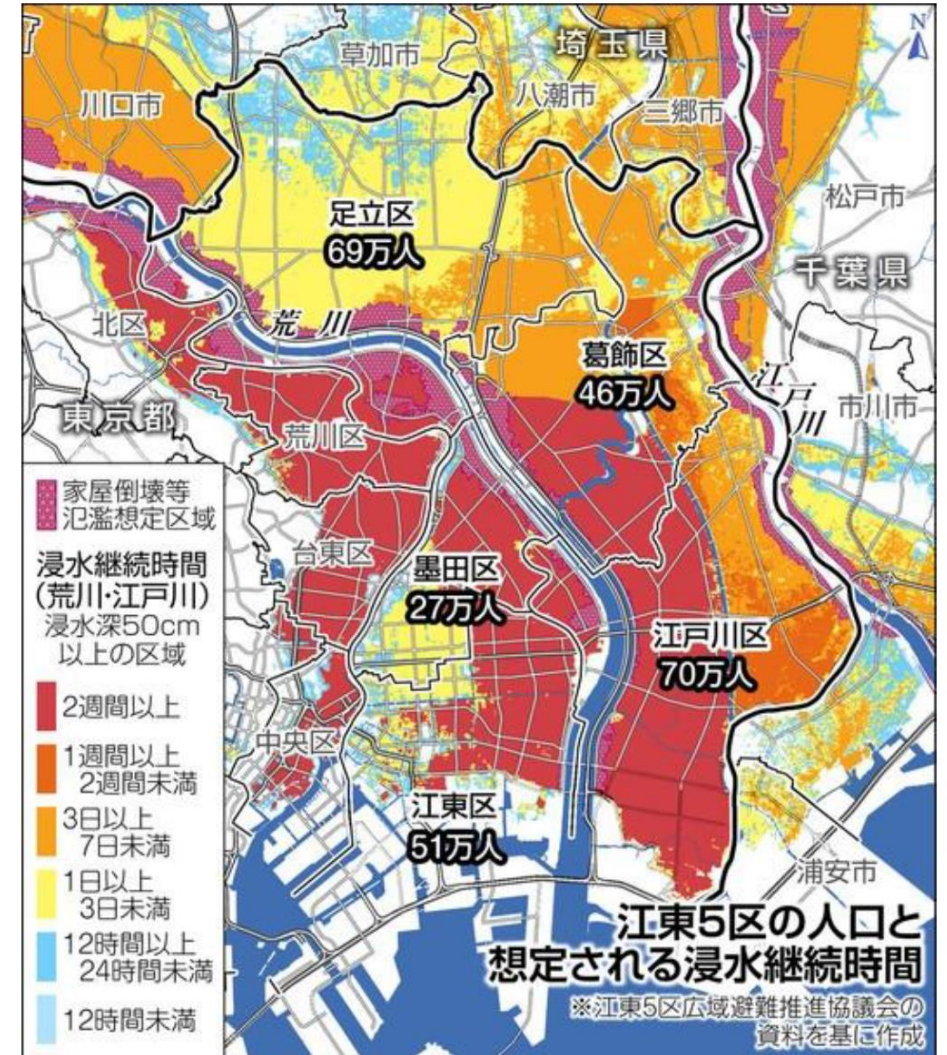 N
埼玉県
草加市
八潮市
川口市
三郷市
松戸市
足立区
69万人
千葉県
北区
荒川
葛飾区
46万人
江戸川
市川市
東京都
荒川区
家屋倒壊等
氾濫想定区域
浸水継続時間
(荒川・江戸川)
浸水深50cm
以上の区域
2週間以上
1週間以上
2週間未満
3日以上
7日未満
1日以上
3日未満
12時間以上
24時間未満
12時間未満
台東区
墨田区
27万人
江戸川区
70万人
中央区
江東区
51万人
浦安市
江東5区の人口と
想定される浸水継続時間
※江東5区広域避難推進協議会の
資料を基に作成